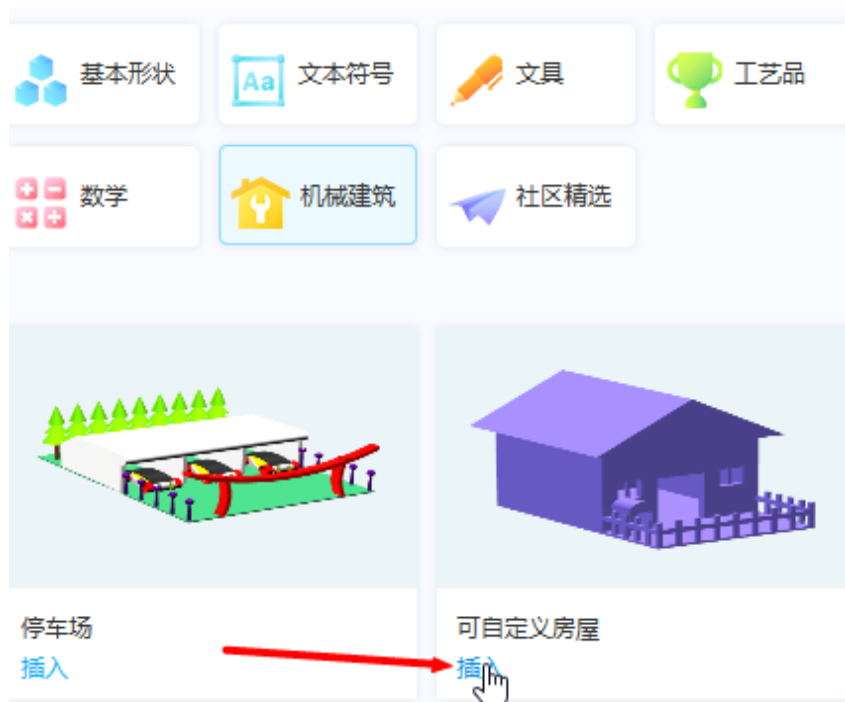 基本形状
Aa 文本符号
文具
工艺品
数学
机械建筑
社区精选
停车场
可自定义房屋
插入
插入